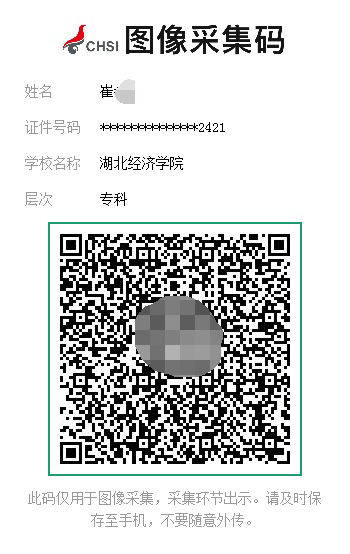 CHSI 图像采集码
姓名 崔
证件号码 **************2421
学校名称 湖北经济学院
层次 专科
此码仅用于图像采集，采集环节出示。请及时保
存至手机，不要随意外传。